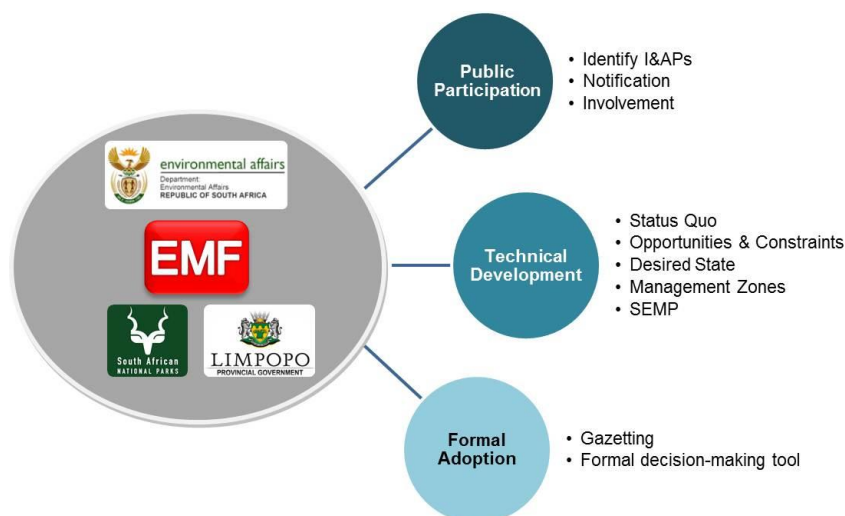 environmental affairs
Department:
Environmental Affairs
REPUBLIC OF SOUTH AFRICA
EMF
South African
NATIONAL PARKS
LIMPOPO
PROVINCIAL GOVERNMENT
Public
Participation
• Identify I&APs
• Notification
• Involvement
Technical
Development
• Status Quo
• Opportunities & Constraints
• Desired State
• Management Zones
• SEMP
Formal
Adoption
• Gazetting
• Formal decision-making tool